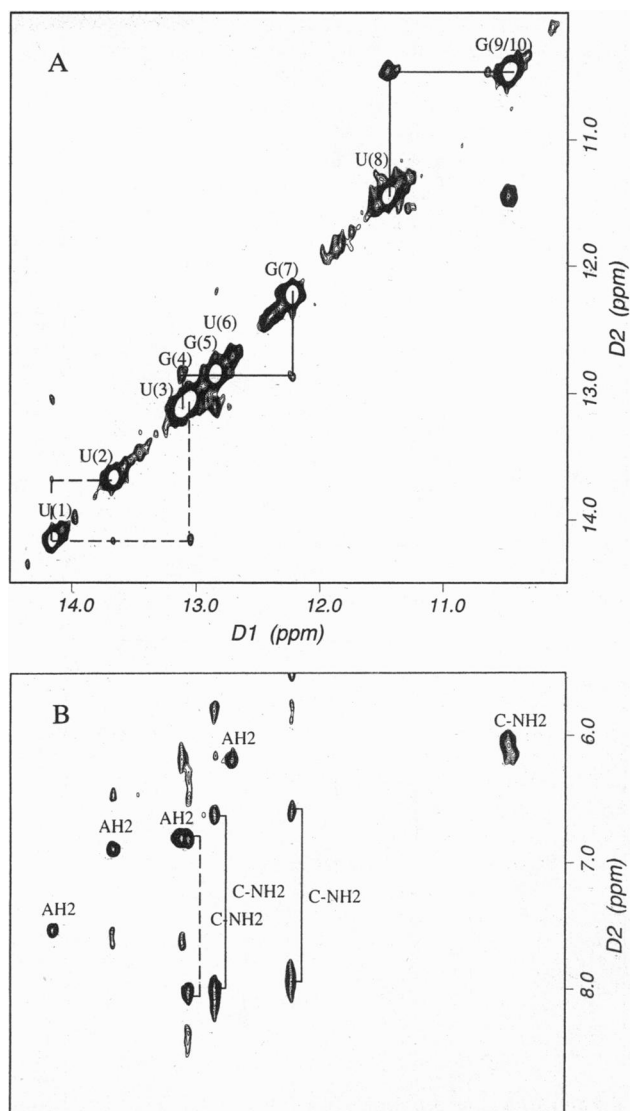 A
G(9/10)
11.0
U(8)
12.0
G(7)
U(6)
G(5)
G(4)
13.0
U(3)
U(2)
14.0
U(1)
D2 (ppm)
14.0 13.0 12.0 11.0
D1 (ppm)
B
C-NH2
6.0
AH2
AH2
AH2
7.0
C-NH2
C-NH2
C-NH2
AH2
8.0
D2 (ppm)